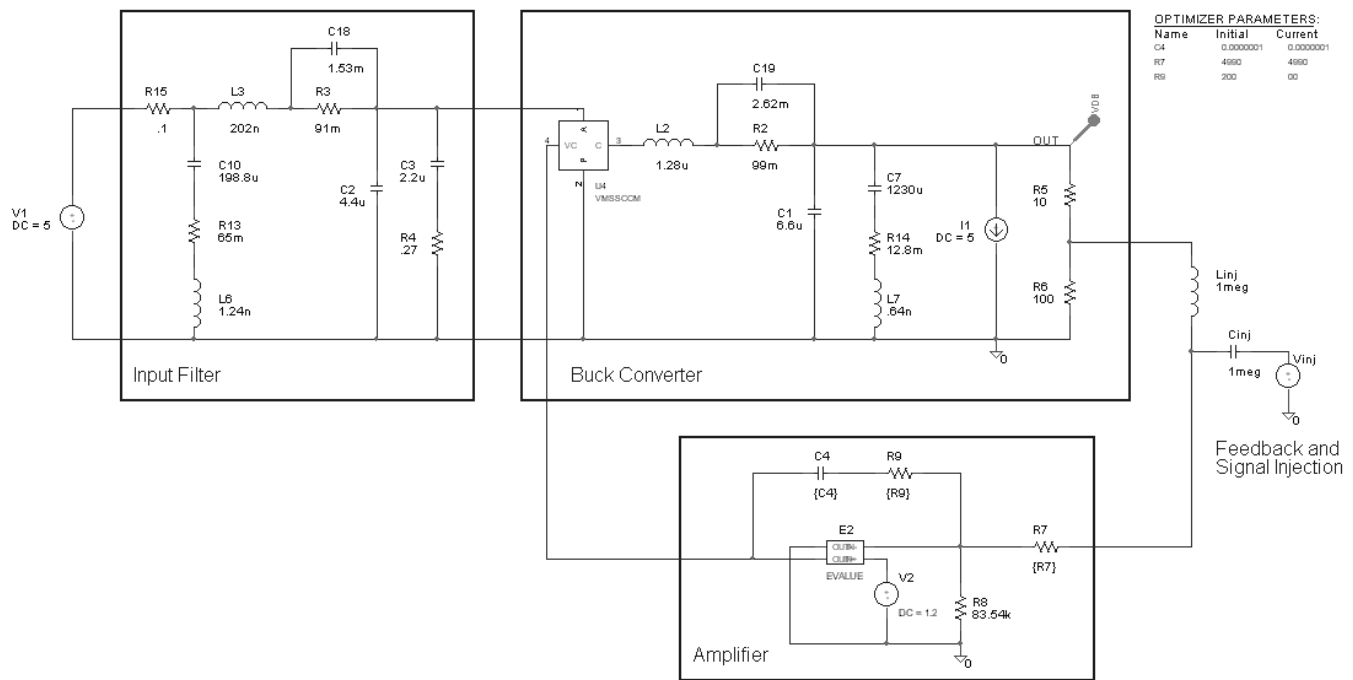 OPTIMIZER PARAMETERS:
Name Initial Current
C4 0.0000001 0.0000001
R7 4990 4990
R9 200 00
C18
1.53m
R15
.1
L3
202n
R3
91m
C10
198.8u
R13
65m
L6
1.24n
C2
4.4u
C3
2.2u
R4
.27
V1
DC = 5
Input Filter
4
VC
A
P
C
3
2
U4
VMSSCCM
L2
1.28u
C19
2.62m
R2
99m
C1
6.6u
C7
1230u
R14
12.8m
L7
.64n
I1
DC = 5
OUT
VDB
R5
10
R6
100
0
Buck Converter
Linj
1meg
Cinj
1meg
Vinj
0
Feedback and
Signal Injection
C4
{C4}
R9
{R9}
E2
EVALUE
V2
DC = 1.2
R8
83.54k
R7
{R7}
0
Amplifier